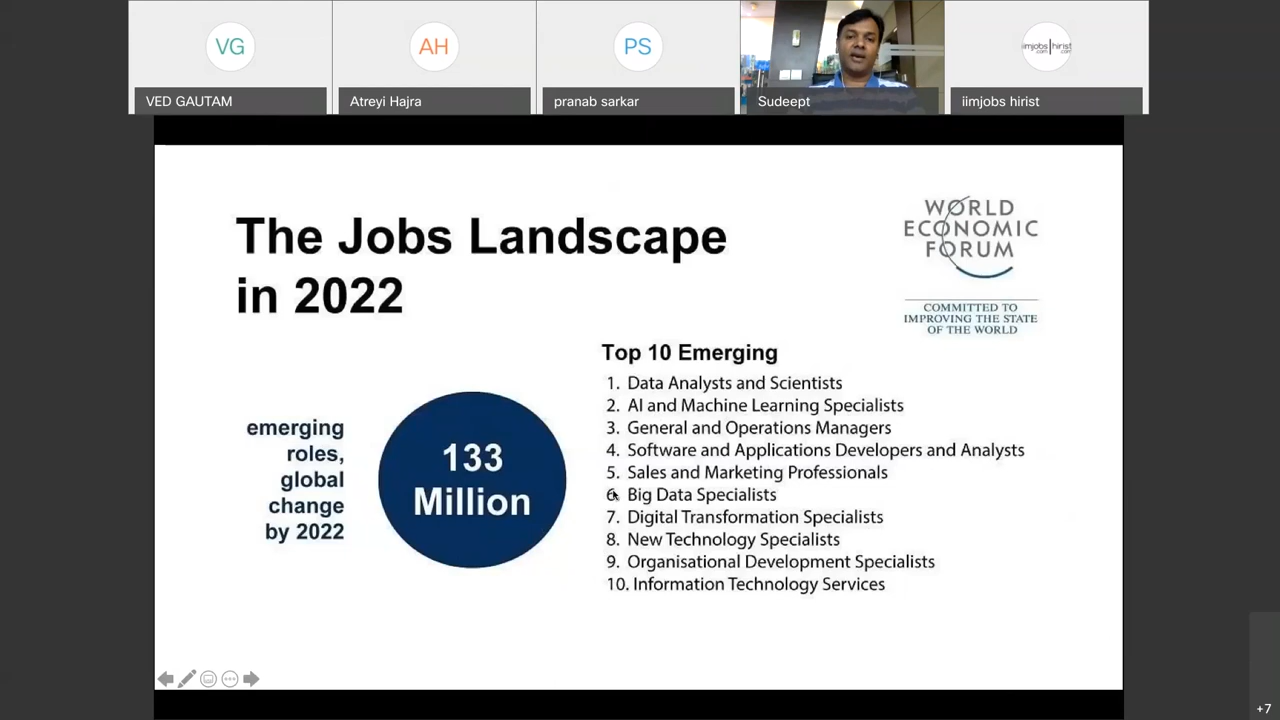 VG
AH
PS
iimjobs hirist
.com .com
VED GAUTAM
Atreyi Hajra
pranab sarkar
Sudeept
iimjobs hirist
The Jobs Landscape
in 2022
WORLD
ECONOMIC
FORUM
COMMITTED TO
IMPROVING THE STATE
OF THE WORLD
emerging
roles,
global
change
by 2022
133
Million
Top 10 Emerging
1. Data Analysts and Scientists
2. AI and Machine Learning Specialists
3. General and Operations Managers
4. Software and Applications Developers and Analysts
5. Sales and Marketing Professionals
6. Big Data Specialists
7. Digital Transformation Specialists
8. New Technology Specialists
9. Organisational Development Specialists
10. Information Technology Services
+7